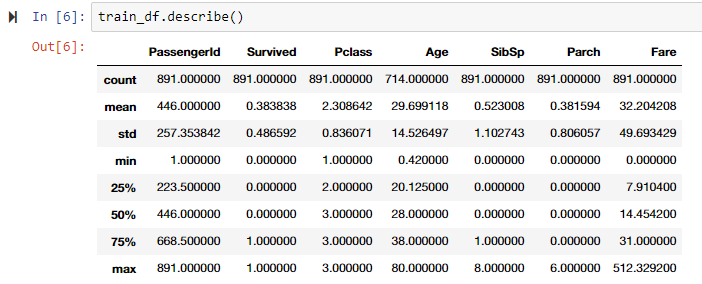 In [6]: train_df.describe()
Out[6]:
PassengerId Survived Pclass Age SibSp Parch Fare
count 891.000000 891.000000 891.000000 714.000000 891.000000 891.000000 891.000000
mean 446.000000 0.383838 2.308642 29.699118 0.523008 0.381594 32.204208
std 257.353842 0.486592 0.836071 14.526497 1.102743 0.806057 49.693429
min 1.000000 0.000000 1.000000 0.420000 0.000000 0.000000 0.000000
25% 223.500000 0.000000 2.000000 20.125000 0.000000 0.000000 7.910400
50% 446.000000 0.000000 3.000000 28.000000 0.000000 0.000000 14.454200
75% 668.500000 1.000000 3.000000 38.000000 1.000000 0.000000 31.000000
max 891.000000 1.000000 3.000000 80.000000 8.000000 6.000000 512.329200